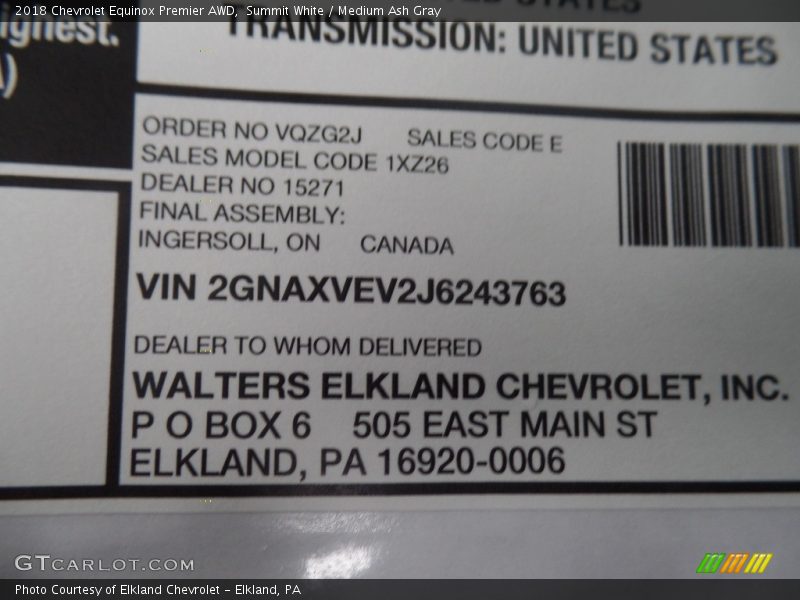 2018 Chevrolet Equinox Premier AWD, Summit White / Medium Ash Gray
STATES
ighest.
TRANSMISSION: UNITED STATES
ORDER NO VQZG2J SALES CODE E
SALES MODEL CODE 1XZ26
DEALER NO 15271
FINAL ASSEMBLY:
INGERSOLL, ON CANADA
VIN 2GNAXVEV2J6243763
DEALER TO WHOM DELIVERED
WALTERS ELKLAND CHEVROLET, INC.
P O BOX 6 505 EAST MAIN ST
ELKLAND, PA 16920-0006
GTCARLOT.COM
Photo Courtesy of Elkland Chevrolet - Elkland, PA